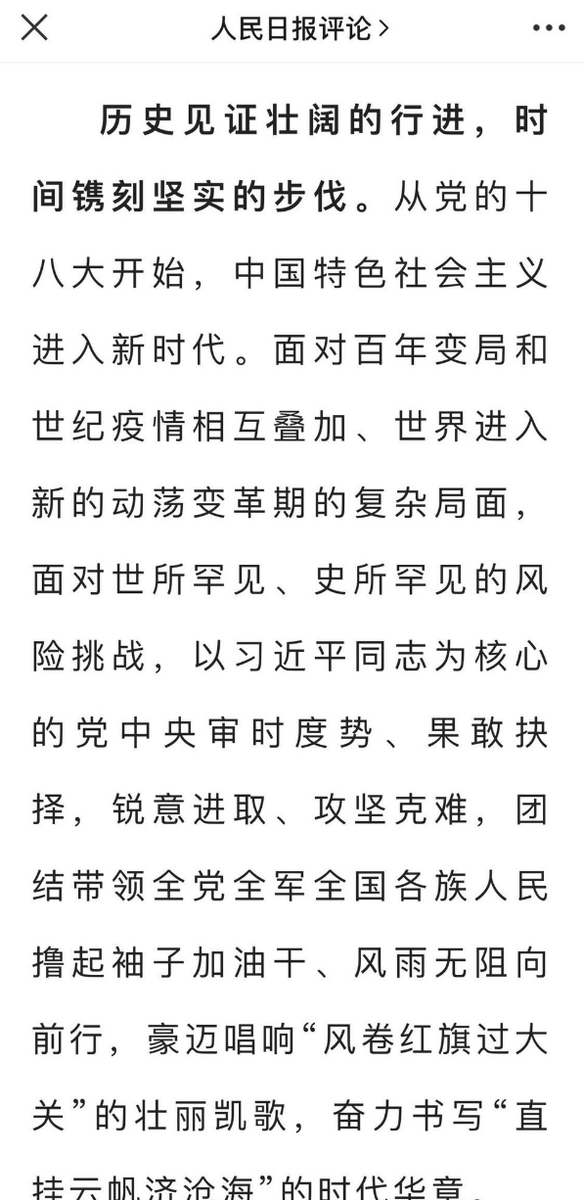 人民日报评论>
历史见证壮阔的行进，时
间镌刻坚实的步伐。从党的十
八大开始，中国特色社会主义
进入新时代。面对百年变局和
世纪疫情相互叠加、世界进入
新的动荡变革期的复杂局面，
面对世所罕见、史所罕见的风
险挑战，以习近平同志为核心
的党中央审时度势、果敢抉
择，锐意进取、攻坚克难，团
结带领全党全军全国各族人民
撸起袖子加油干、风雨无阻向
前行，豪迈唱响“风卷红旗过大
关”的壮丽凯歌，奋力书写“直
挂云帆济沧海”的时代华章。